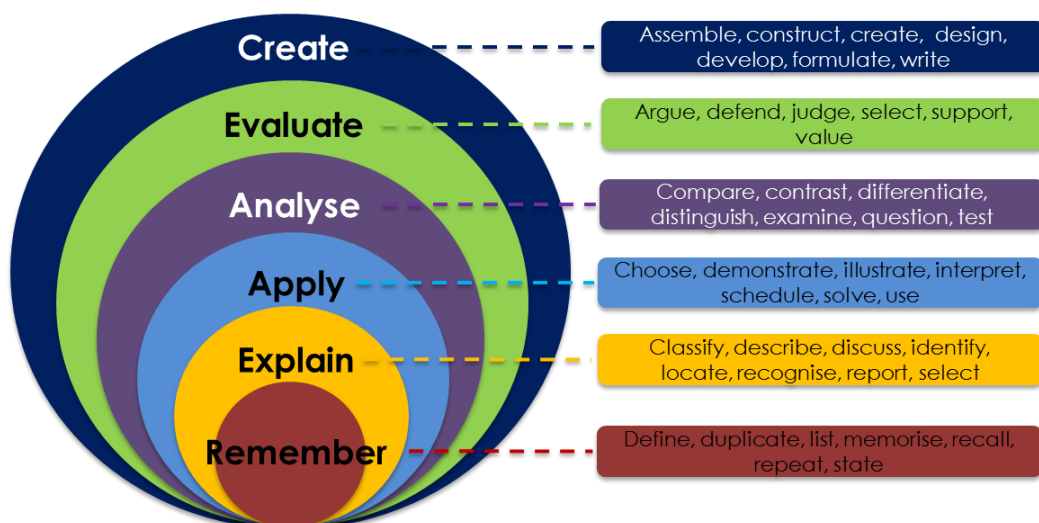 Create
Assemble, construct, create, design,
develop, formulate, write
Evaluate
Argue, defend, judge, select, support,
value
Analyse
Compare, contrast, differentiate,
distinguish, examine, question, test
Apply
Choose, demonstrate, illustrate, interpret,
schedule, solve, use
Explain
Classify, describe, discuss, identify,
locate, recognise, report, select
Remember
Define, duplicate, list, memorise, recall,
repeat, state